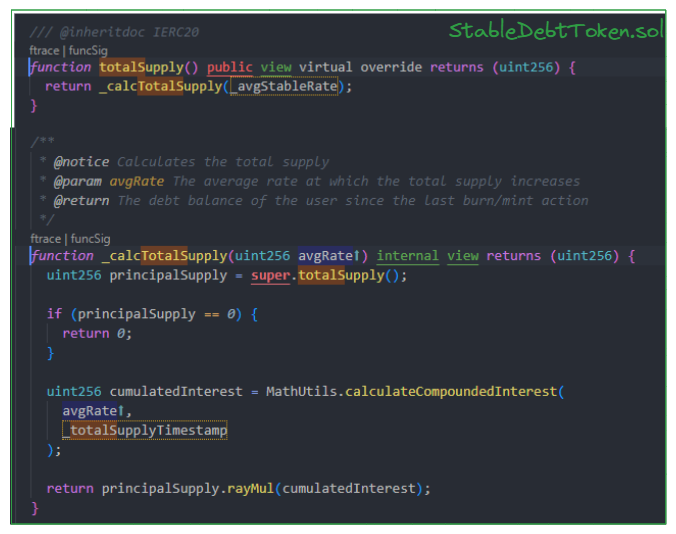 StableDebtToken.sol
/// @inheritdoc IERC20
ftrace | funcSig
function totalSupply() public view virtual override returns (uint256) {
return _calcTotalSupply(_avgStableRate);
}
/**
* @notice Calculates the total supply
* @param avgRate The average rate at which the total supply increases
* @return The debt balance of the user since the last burn/mint action
*/
ftrace | funcSig
function _calcTotalSupply(uint256 avgRate↑) internal view returns (uint256) {
uint256 principalSupply = super.totalSupply();
if (principalSupply == 0) {
return 0;
}
uint256 cumulatedInterest = MathUtils.calculateCompoundedInterest(
avgRate↑,
_totalSupplyTimestamp
);
return principalSupply.rayMul(cumulatedInterest);
}